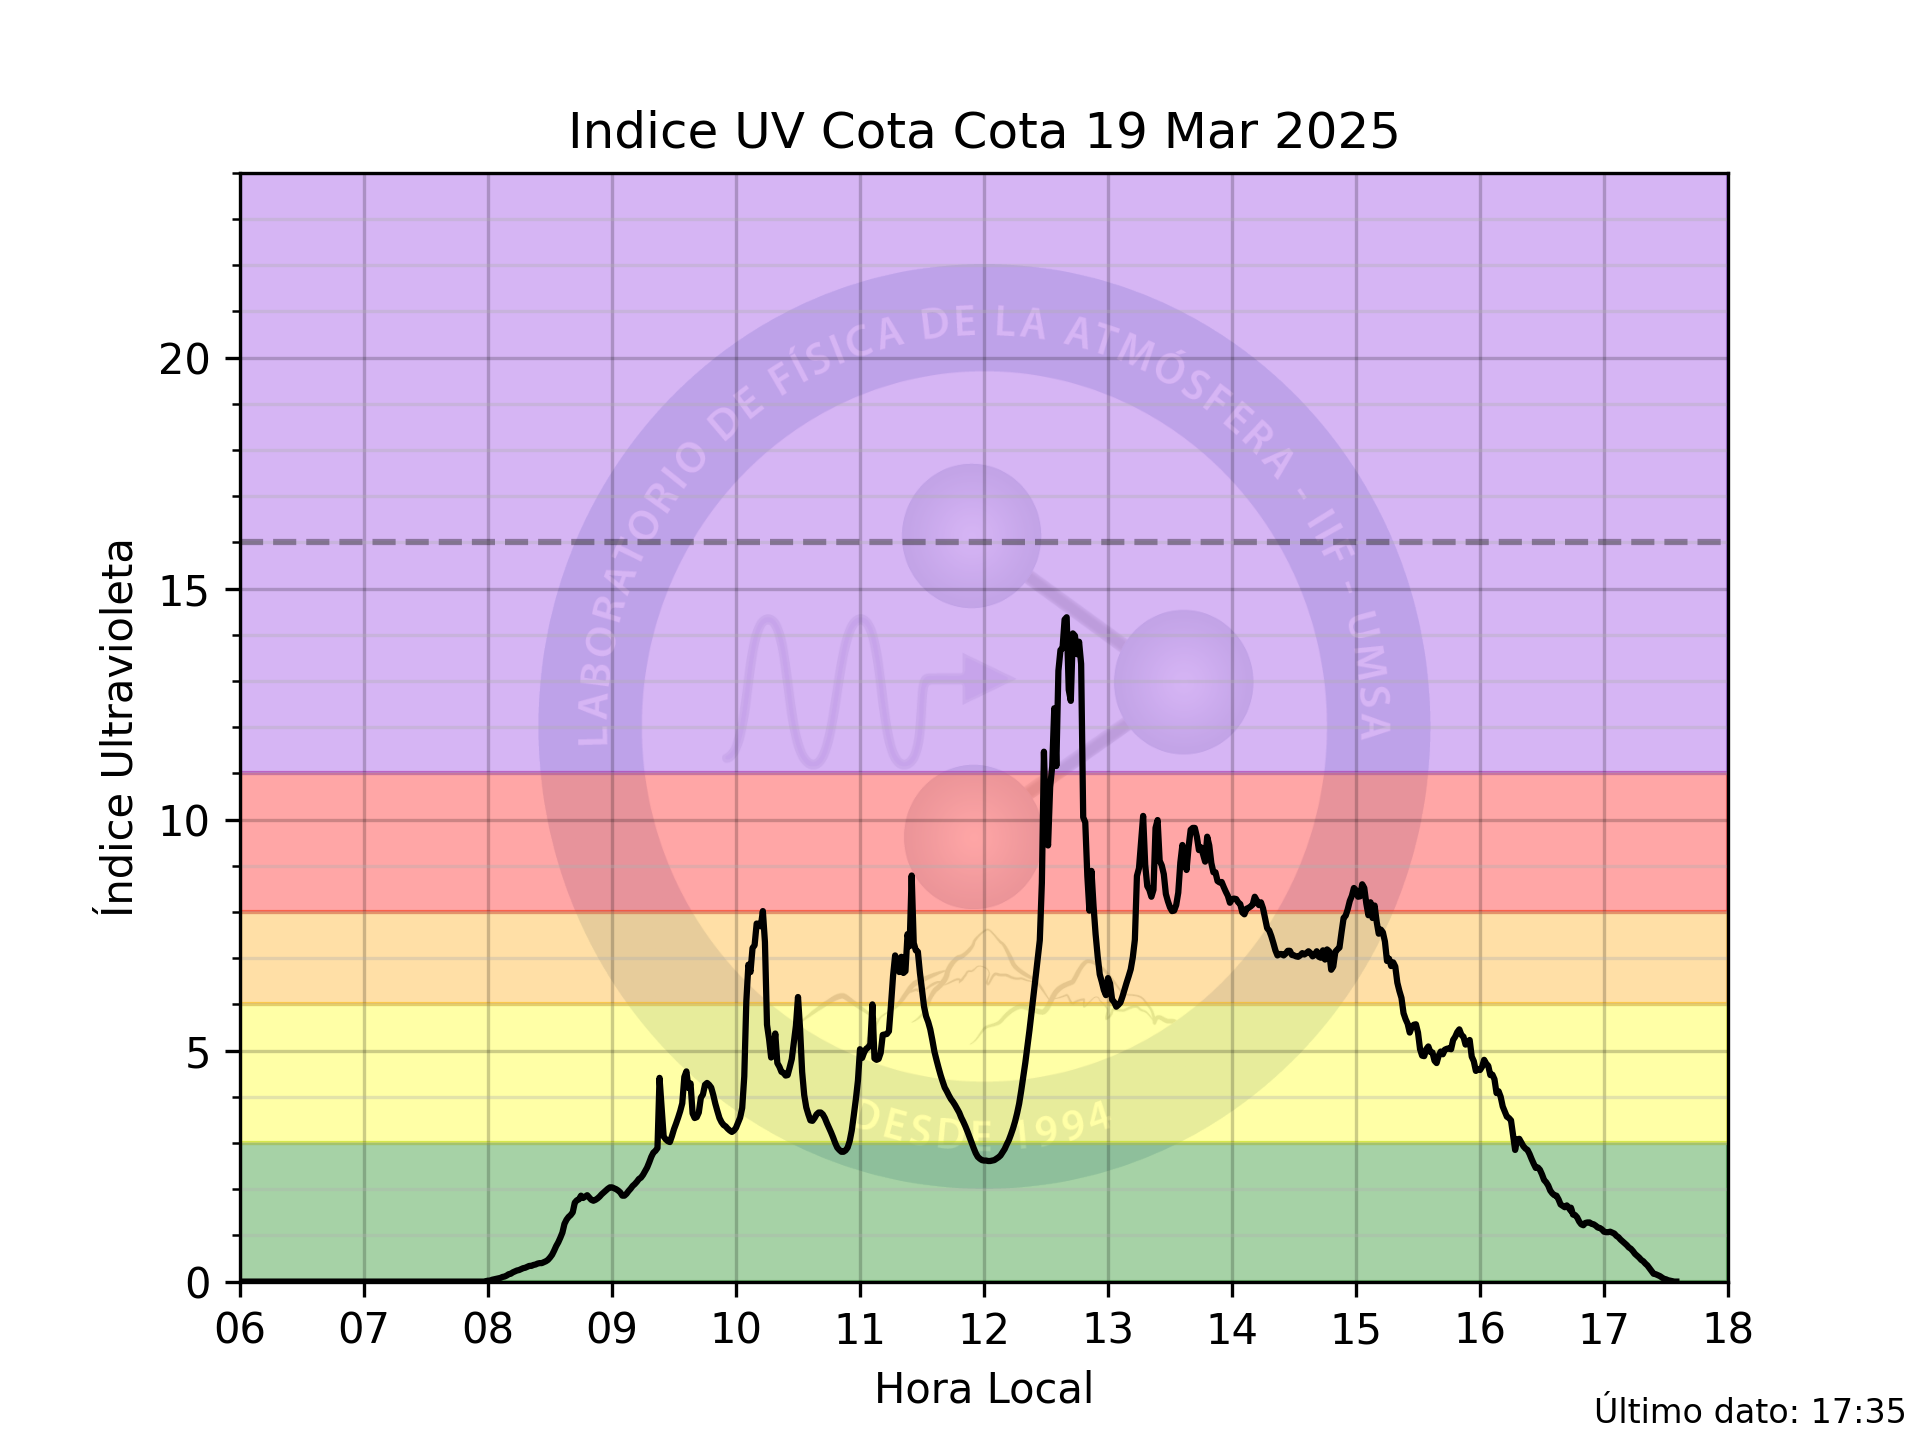 Indice UV Cota Cota 19 Mar 2025
LABORATORIO DE FÍSICA DE LA ATMÓSFERA - IIF - UMSA
DESDE 1994
Índice Ultravioleta
20
15
10
5
0
06 07 08 09 10 11 12 13 14 15 16 17 18
Hora Local
Último dato: 17:35